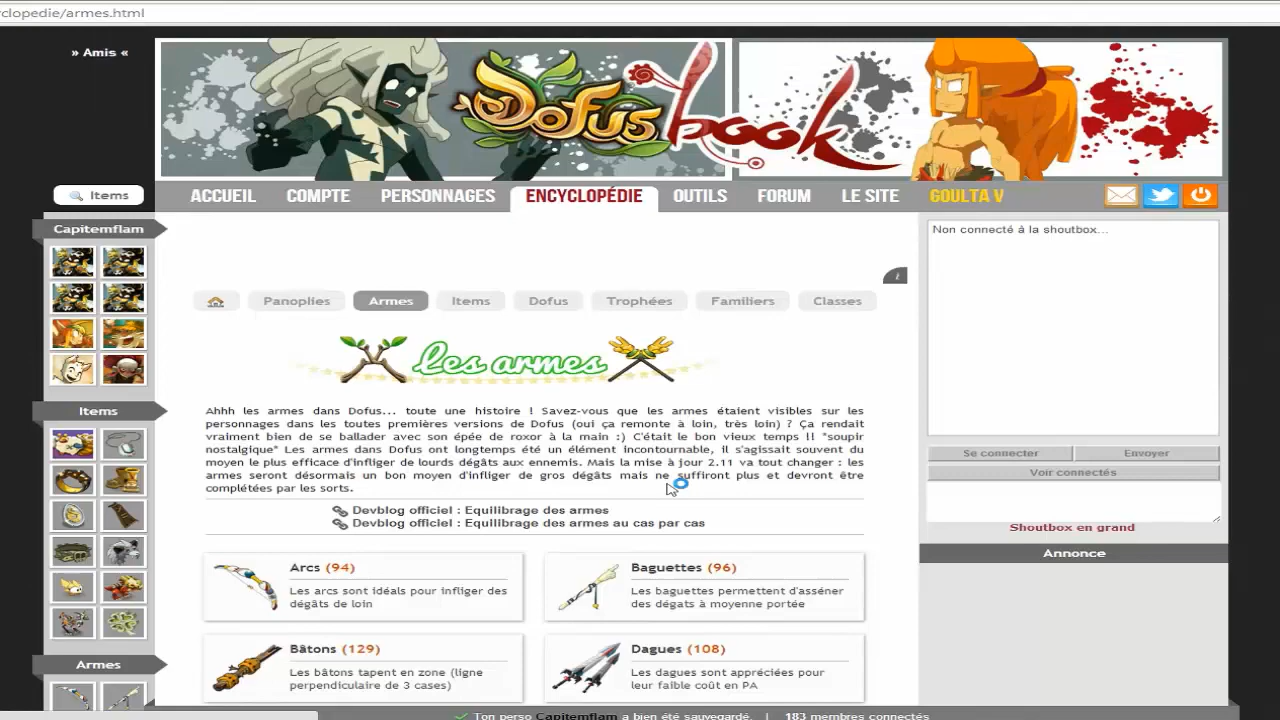 clopedie/armes.html
» Amis «
Dofus book
Items
ACCUEIL COMPTE PERSONNAGES ENCYCLOPÉDIE OUTILS FORUM LE SITE GOULTA V
Capitemflam
Non connecté à la shoutbox...
i
Panoplies Armes Items Dofus Trophées Familiers Classes
les armes
Items
Ahhh les armes dans Dofus... toute une histoire ! Savez-vous que les armes étaient visibles sur les
personnages dans les toutes premières versions de Dofus (oui ça remonte à loin, très loin) ? Ça rendait
vraiment bien de se ballader avec son épée de roxor à la main :) C'était le bon vieux temps !! *soupir
nostalgique* Les armes dans Dofus ont longtemps été un élément incontournable, il s'agissait souvent du
moyen le plus efficace d'infliger de lourds dégâts aux ennemis. Mais la mise à jour 2.11 va tout changer : les
armes seront désormais un bon moyen d'infliger de gros dégâts mais ne suffiront plus et devront être
complétées par les sorts.
Se connecter Envoyer
Voir connectés
Shoutbox en grand
Annonce
Devblog officiel : Equilibrage des armes
Devblog officiel : Equilibrage des armes au cas par cas
Arcs (94)
Les arcs sont idéals pour infliger des
dégâts de loin
Baguettes (96)
Les baguettes permettent d'asséner
des dégats à moyenne portée
Bâtons (129)
Les bâtons tapent en zone (ligne
perpendiculaire de 3 cases)
Dagues (108)
Les dagues sont appréciées pour
leur faible coût en PA
Armes
Ton perso Capitemflam a bien été sauvegardé. | 183 membres connectés